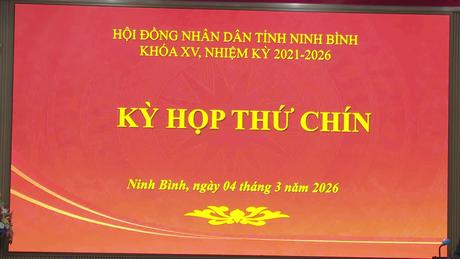 HỘI ĐỒNG NHÂN DÂN TỈNH NINH BÌNH
KHÓA XV, NHIỆM KỲ 2021-2026
KỲ HỌP THỨ CHÍN
Ninh Bình, ngày 04 tháng 3 năm 2026